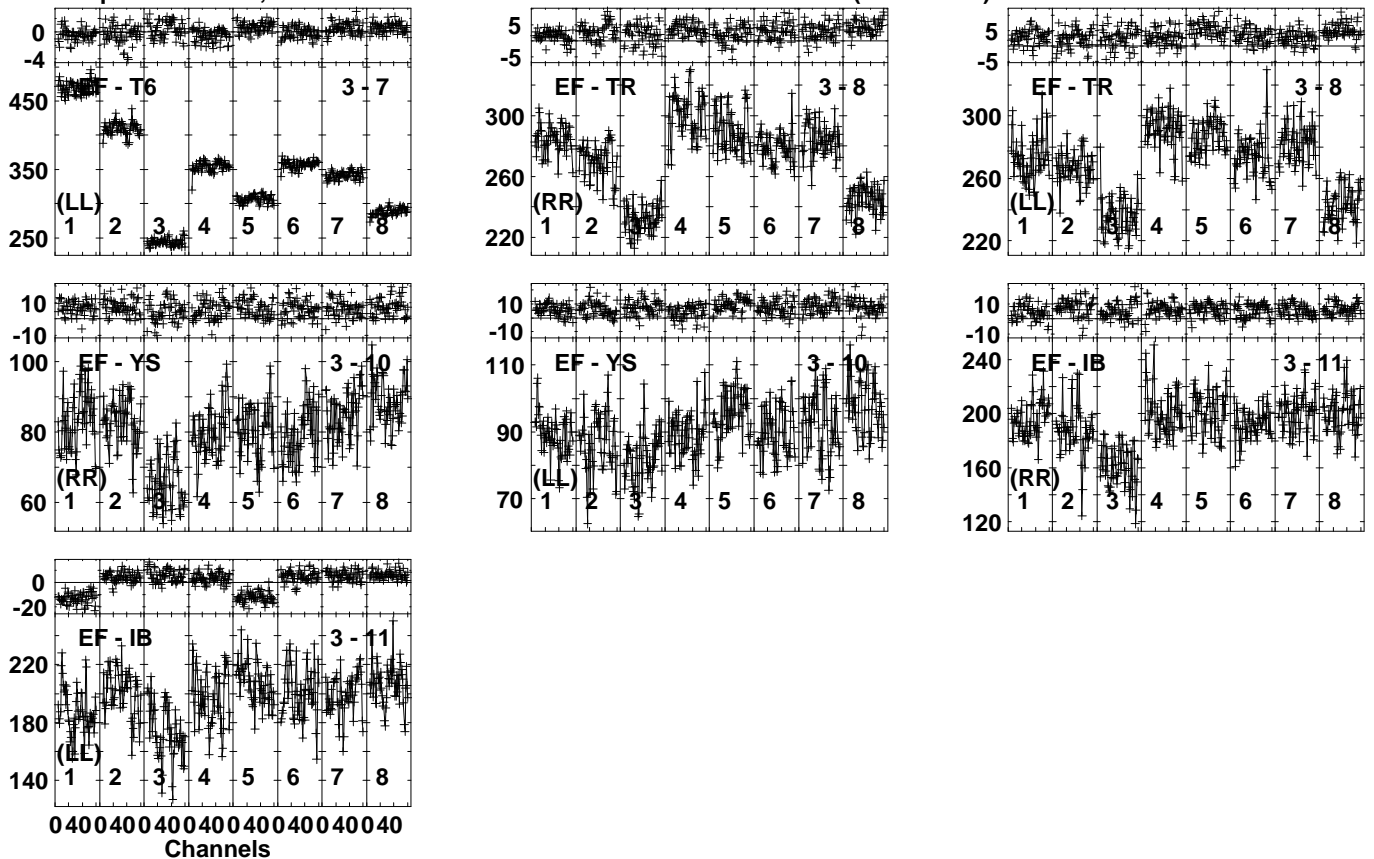 0
-4
EF - T6 3 - 7
450
350
(LL)
250
1 2 3 4 5 6 7 8
5
-5
EF - TR 3 - 8
300
260
(RR)
220
1 2 3 4 5 6 7 8
5
-5
EF - TR 3 - 8
300
260
(LL)
220
1 2 3 4 5 6 7 8
10
-10
EF - YS 3 - 10
100
80
(RR)
60
1 2 3 4 5 6 7 8
10
-10
EF - YS 3 - 10
110
90
(LL)
70
1 2 3 4 5 6 7 8
10
-10
EF - IB 3 - 11
240
200
160
(RR)
120
1 2 3 4 5 6 7 8
0
-20
EF - IB 3 - 11
220
180
(LL)
140
1 2 3 4 5 6 7 8
0 40 0 40 0 40 0 40 0 40 0 40 0 40 0 40
Channels